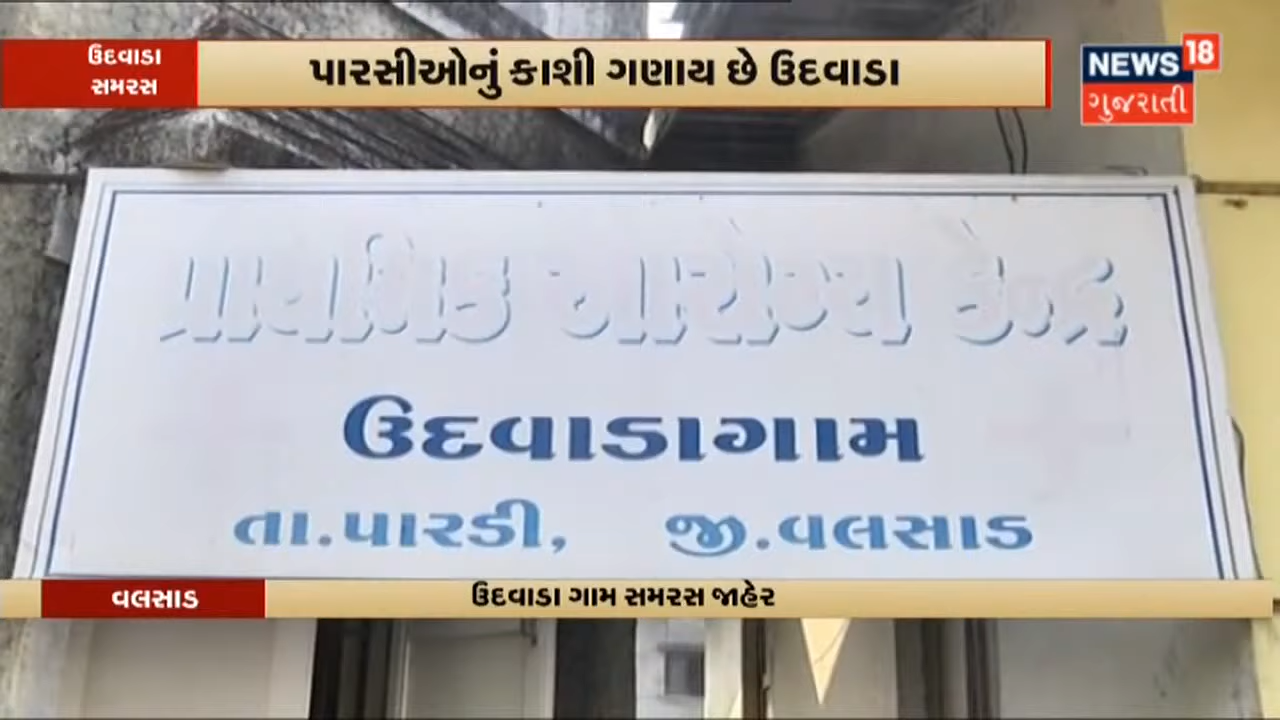 ઉદવાડા
સમરસ
પારસીઓનું કાશી ગણાય છે ઉદવાડા
NEWS 18
ગુજરાતી
પ્રાથમિક આરોગ્ય કેન્દ્ર
ઉદવાડાગામ
તા.પારડી, જી.વલસાડ
વલસાડ
ઉદવાડા ગામ સમરસ જાહેર